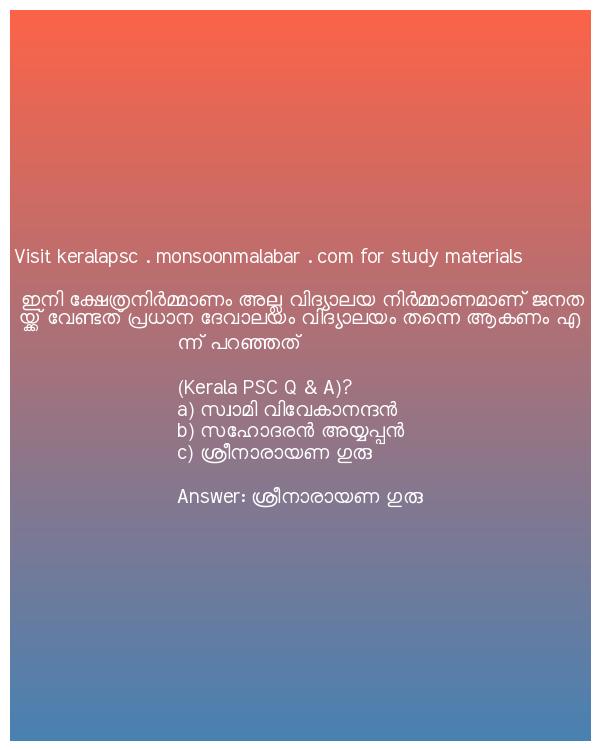 Visit keralapsc . monsoonmalabar . com for study materials
ഇനി ക്ഷേത്രനിർമ്മാണം അല്ല വിദ്യാലയ നിർമ്മാണമാണ് ജനത
യ്ക്ക് വേണ്ടത് പ്രധാന ദേവാലയം വിദ്യാലയം തന്നെ ആകണം എ
ന്ന് പറഞ്ഞത്
(Kerala PSC Q & A)?
a) സ്വാമി വിവേകാനന്ദൻ
b) സഹോദരൻ അയ്യപ്പൻ
c) ശ്രീനാരായണ ഗുരു
Answer: ശ്രീനാരായണ ഗുരു